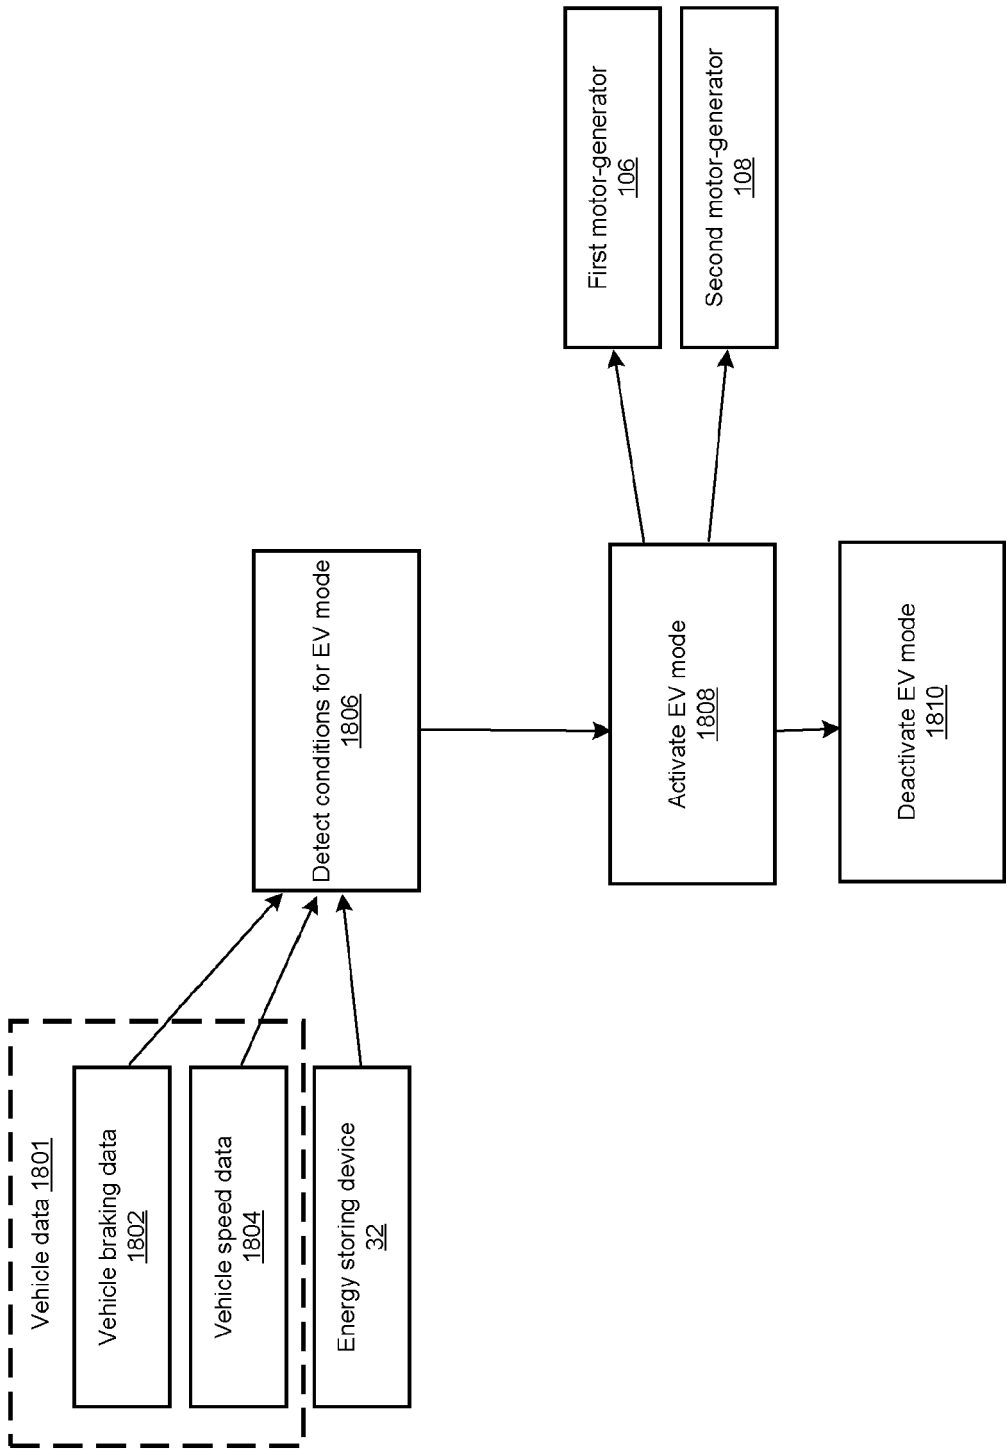 Vehicle data 1801
Vehicle braking data
1802
Vehicle speed data
1804
Energy storing device
32
Detect conditions for EV mode
1806
Activate EV mode
1808
Deactivate EV mode
1810
First motor-generator
106
Second motor-generator
108